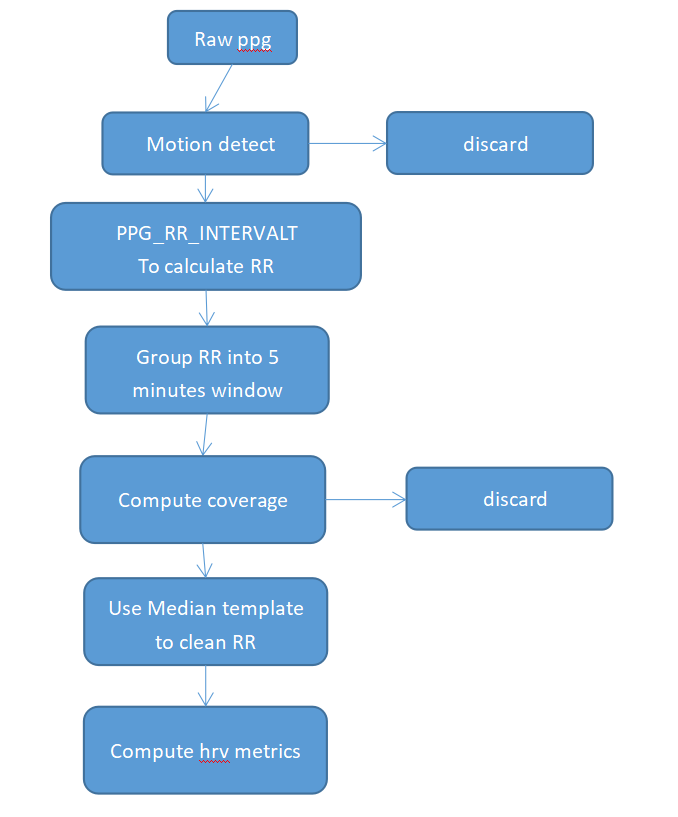 Raw ppg
Motion detect
discard
PPG_RR_INTERVALT
To calculate RR
Group RR into 5
minutes window
Compute coverage
discard
Use Median template
to clean RR
Compute hrv metrics